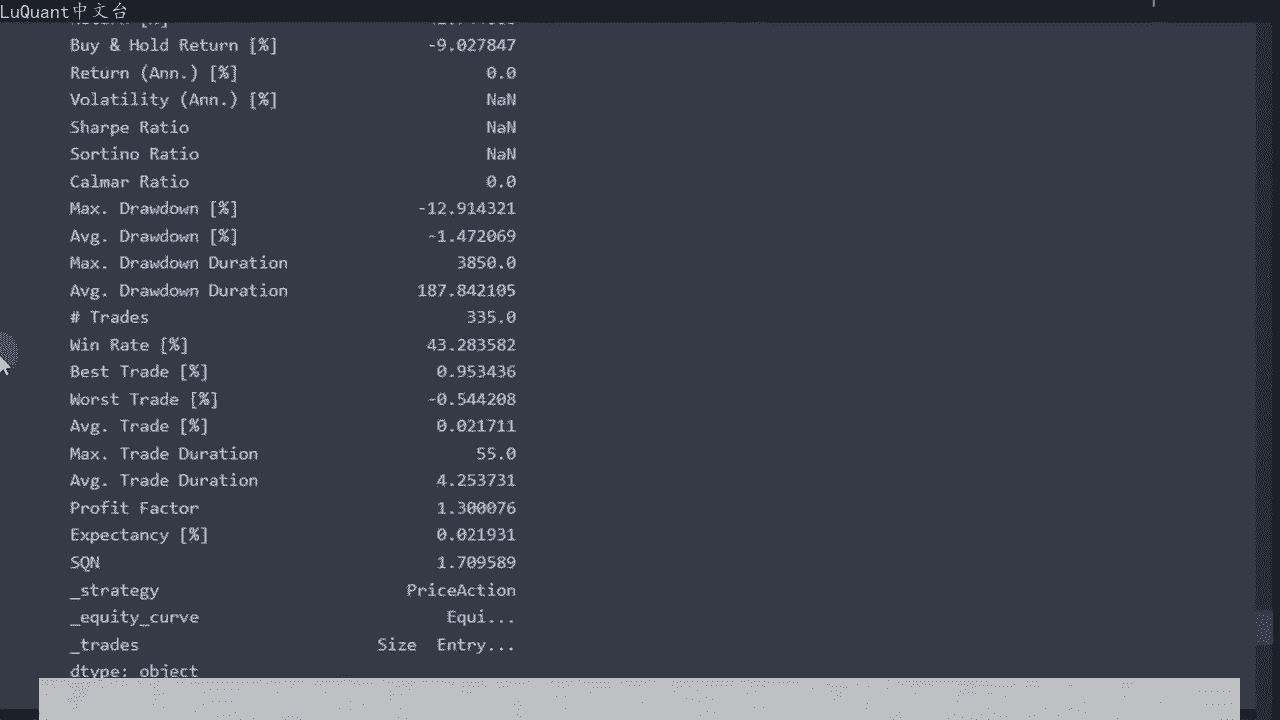 LuQuant中文台
Buy & Hold Return [%] -9.027847
Return (Ann.) [%] 0.0
Volatility (Ann.) [%] NaN
Sharpe Ratio NaN
Sortino Ratio NaN
Calmar Ratio 0.0
Max. Drawdown [%] -12.914321
Avg. Drawdown [%] -1.472069
Max. Drawdown Duration 3850.0
Avg. Drawdown Duration 187.842105
# Trades 335.0
Win Rate [%] 43.283582
Best Trade [%] 0.953436
Worst Trade [%] -0.544208
Avg. Trade [%] 0.021711
Max. Trade Duration 55.0
Avg. Trade Duration 4.253731
Profit Factor 1.300076
Expectancy [%] 0.021931
SQN 1.709589
_strategy PriceAction
_equity_curve Equi...
_trades Size Entry...
dtype: object